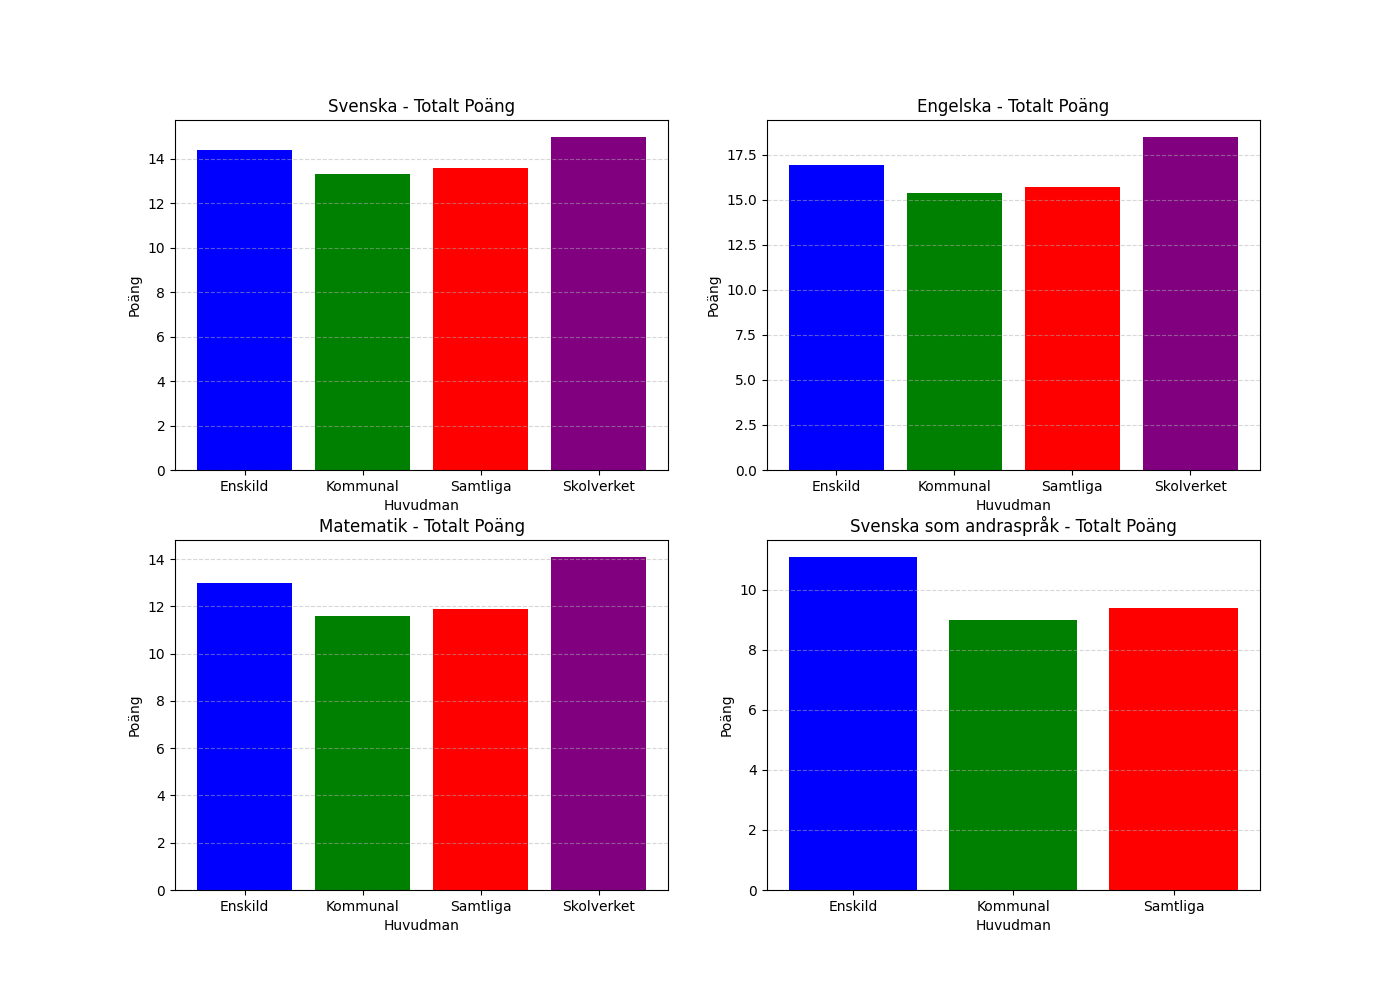 Svenska - Totalt Poäng
Poäng
14
12
10
8
6
4
2
0
Enskild Kommunal Samtliga Skolverket
Huvudman
Engelska - Totalt Poäng
Poäng
17.5
15.0
12.5
10.0
7.5
5.0
2.5
0.0
Enskild Kommunal Samtliga Skolverket
Huvudman
Matematik - Totalt Poäng
Poäng
14
12
10
8
6
4
2
0
Enskild Kommunal Samtliga Skolverket
Huvudman
Svenska som andraspråk - Totalt Poäng
Poäng
10
8
6
4
2
0
Enskild Kommunal Samtliga
Huvudman